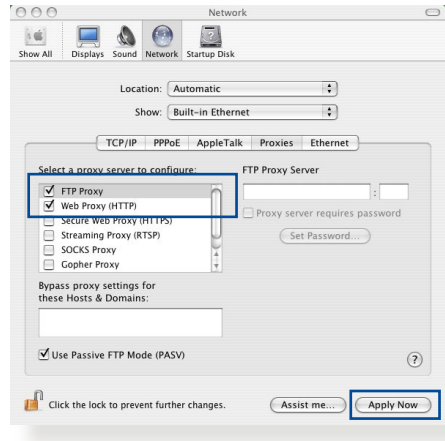 Network
Show All Displays Sound Network Startup Disk
Location: Automatic
Show: Built-in Ethernet
TCP/IP PPPoE AppleTalk Proxies Ethernet
Select a proxy server to configure:
FTP Proxy
Web Proxy (HTTP)
Secure Web Proxy (HTTPS)
Streaming Proxy (RTSP)
SOCKS Proxy
Gopher Proxy
FTP Proxy Server
:
Proxy server requires password
Set Password...
Bypass proxy settings for
these Hosts & Domains:
Use Passive FTP Mode (PASV)
?
Click the lock to prevent further changes.
Assist me... Apply Now